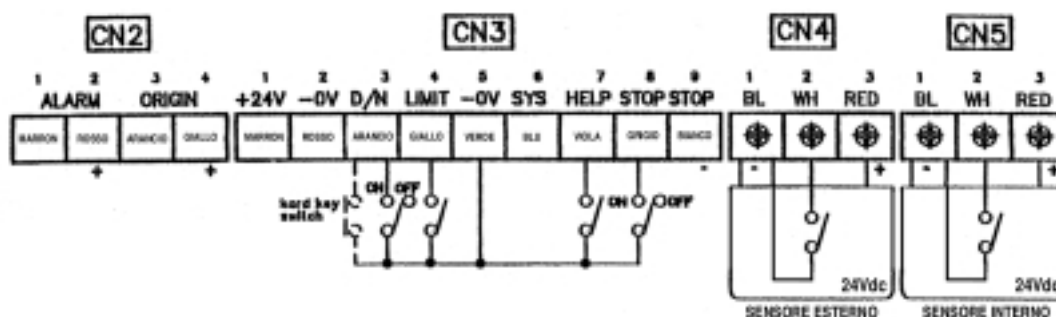 CN2 CN3 CN4 CN5
1 2 3 4 1 2 3 4 5 6 7 8 9 1 2 3 1 2 3
ALARM ORIGIN +24V -0V D/N LIMIT -0V SYS HELP STOP STOP BL WH RED BL WH RED
MARRON ROSSO ARANCIO GIALLO MARRON ROSSO ARANCIO GIALLO VERDE BLU VIOLA GRIGIO BIANCO
+ + - - + - +
ON OFF ON OFF
hard key
switch
24Vdc 24Vdc
SENSORE ESTERNO SENSORE INTERNO